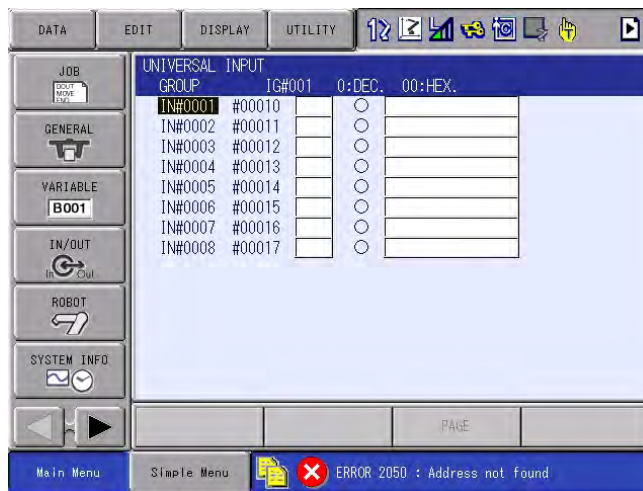 DATA EDIT DISPLAY UTILITY 12
JOB
DOUT
MOVE
END
GENERAL
VARIABLE
B001
IN/OUT
In Out
ROBOT
SYSTEM INFO
UNIVERSAL INPUT
GROUP IG#001 0:DEC. 00:HEX.
IN#0001 #00010
IN#0002 #00011
IN#0003 #00012
IN#0004 #00013
IN#0005 #00014
IN#0006 #00015
IN#0007 #00016
IN#0008 #00017
PAGE
Main Menu Simple Menu ERROR 2050 : Address not found